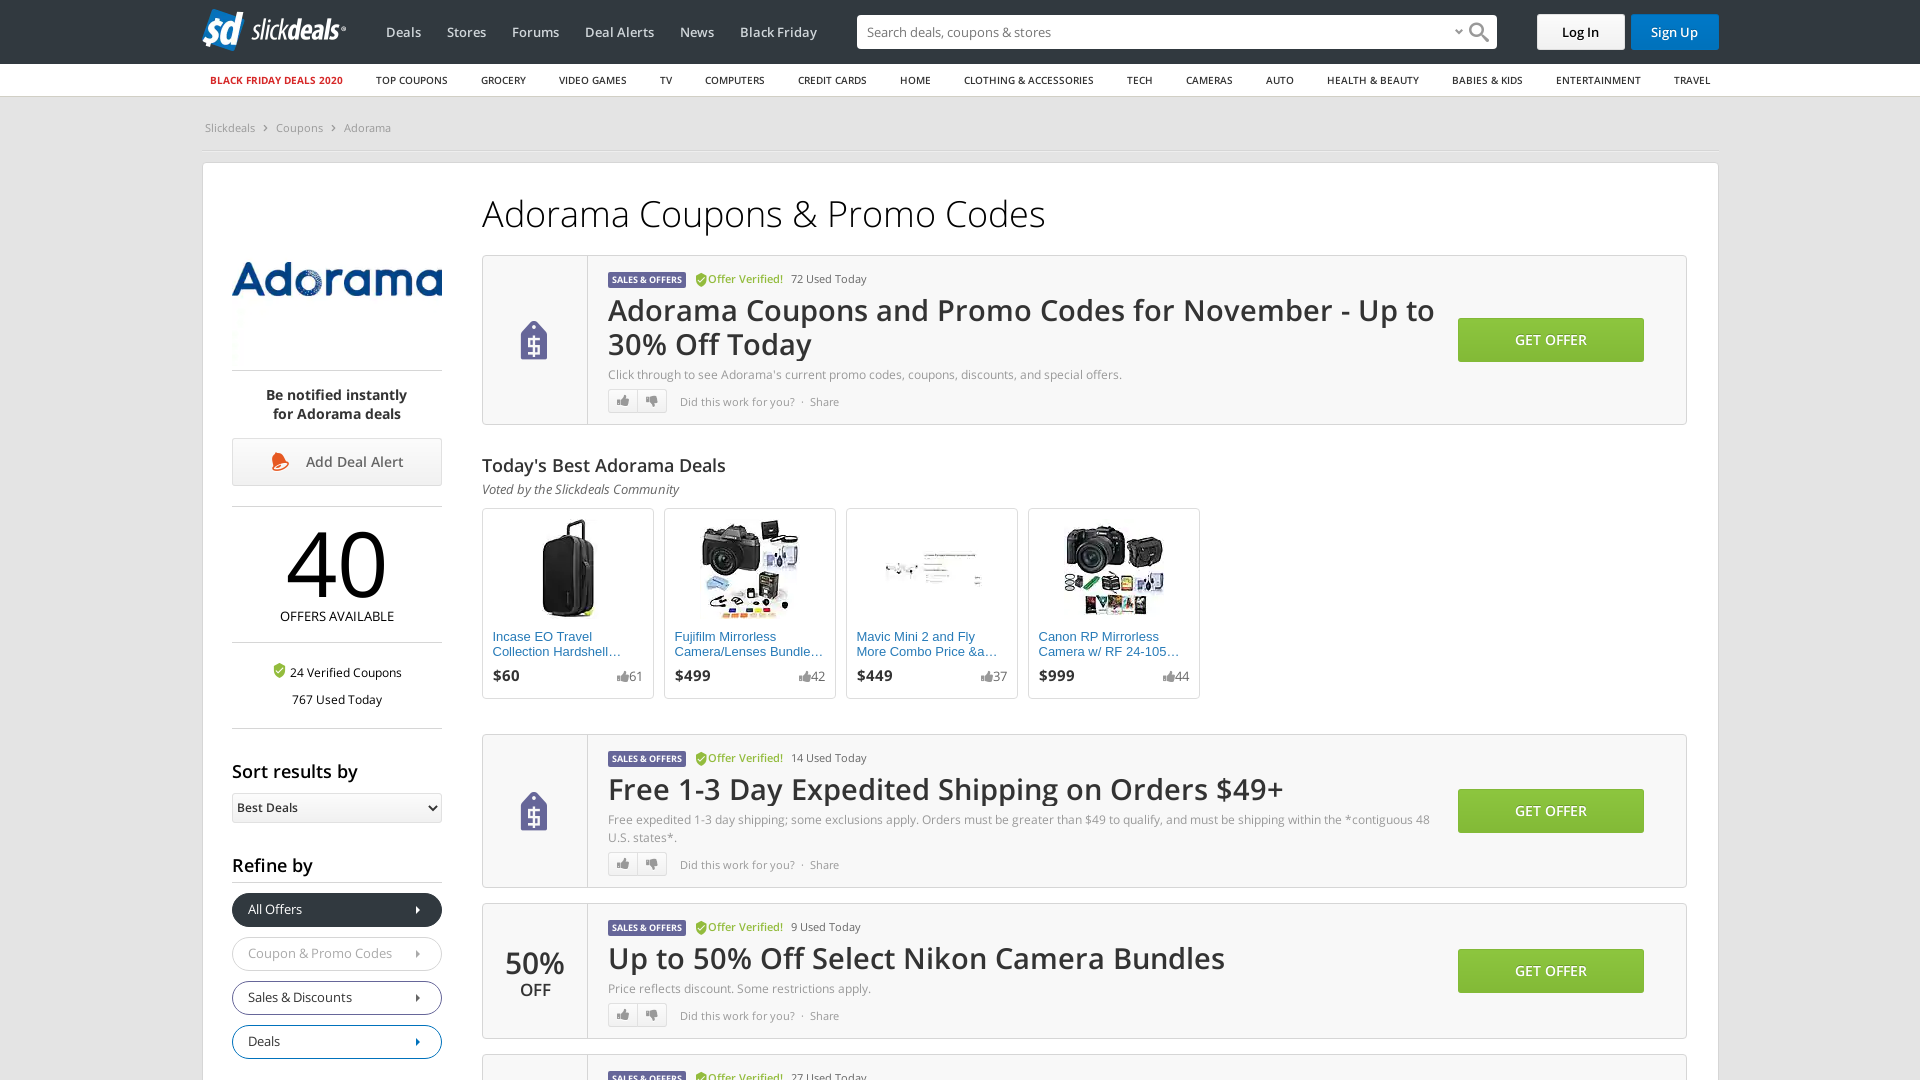 slickdeals
Deals
Stores
Forums
Deal Alerts
News
Black Friday
Search deals, coupons & stores
Log In
Sign Up
BLACK FRIDAY DEALS 2020
TOP COUPONS
GROCERY
VIDEO GAMES
TV
COMPUTERS
CREDIT CARDS
HOME
CLOTHING & ACCESSORIES
TECH
CAMERAS
AUTO
HEALTH & BEAUTY
BABIES & KIDS
ENTERTAINMENT
TRAVEL
Slickdeals > Coupons > Adorama
Adorama
Be notified instantly
for Adorama deals
Add Deal Alert
40
OFFERS AVAILABLE
24 Verified Coupons
767 Used Today
Sort results by
Best Deals
Refine by
All Offers
Coupon & Promo Codes
Sales & Discounts
Deals
Adorama Coupons & Promo Codes
SALES & OFFERS Offer Verified! 72 Used Today
Adorama Coupons and Promo Codes for November - Up to
30% Off Today
Click through to see Adorama's current promo codes, coupons, discounts, and special offers.
Did this work for you? · Share
GET OFFER
Today's Best Adorama Deals
Voted by the Slickdeals Community
Incase EO Travel
Collection Hardshell…
$60 61
Fujifilm Mirrorless
Camera/Lenses Bundle…
$499 42
Mavic Mini 2 and Fly
More Combo Price &a…
$449 37
Canon RP Mirrorless
Camera w/ RF 24-105…
$999 44
SALES & OFFERS Offer Verified! 14 Used Today
Free 1-3 Day Expedited Shipping on Orders $49+
Free expedited 1-3 day shipping; some exclusions apply. Orders must be greater than $49 to qualify, and must be shipping within the *contiguous 48
U.S. states*.
Did this work for you? · Share
GET OFFER
50%
OFF
SALES & OFFERS Offer Verified! 9 Used Today
Up to 50% Off Select Nikon Camera Bundles
Price reflects discount. Some restrictions apply.
Did this work for you? · Share
GET OFFER
SALES & OFFERS Offer Verified! 27 Used Today